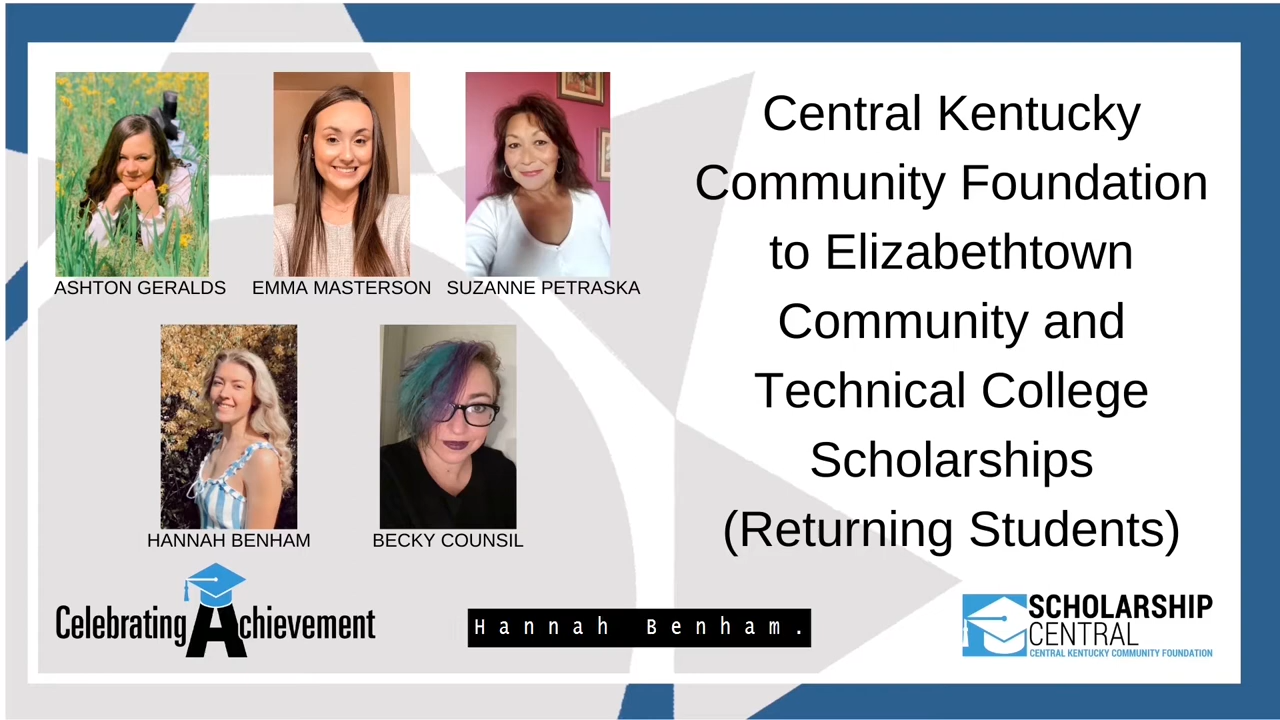 ASHTON GERALDS
EMMA MASTERSON
SUZANNE PETRASKA
HANNAH BENHAM
BECKY COUNSIL
Central Kentucky
Community Foundation
to Elizabethtown
Community and
Technical College
Scholarships
(Returning Students)
Celebrating Achievement
Hannah Benham.
SCHOLARSHIP
CENTRAL
CENTRAL KENTUCKY COMMUNITY FOUNDATION